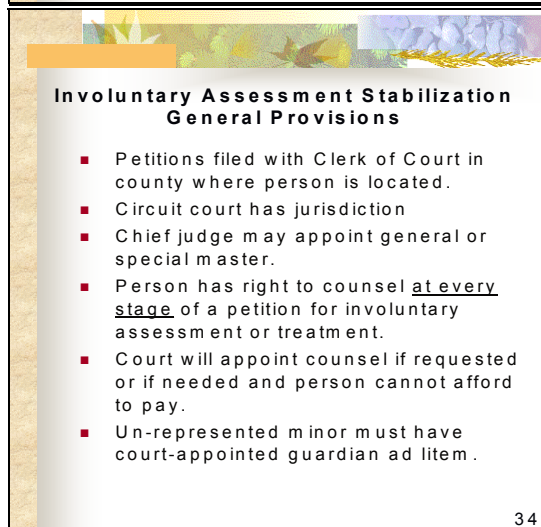 Involuntary Assessment Stabilization
General Provisions
■ Petitions filed with Clerk of Court in
county where person is located.
■ Circuit court has jurisdiction
■ Chief judge may appoint general or
special master.
■ Person has right to counsel at every
stage of a petition for involuntary
assessment or treatment.
■ Court will appoint counsel if requested
or if needed and person cannot afford
to pay.
■ Un-represented minor must have
court-appointed guardian ad litem.
34